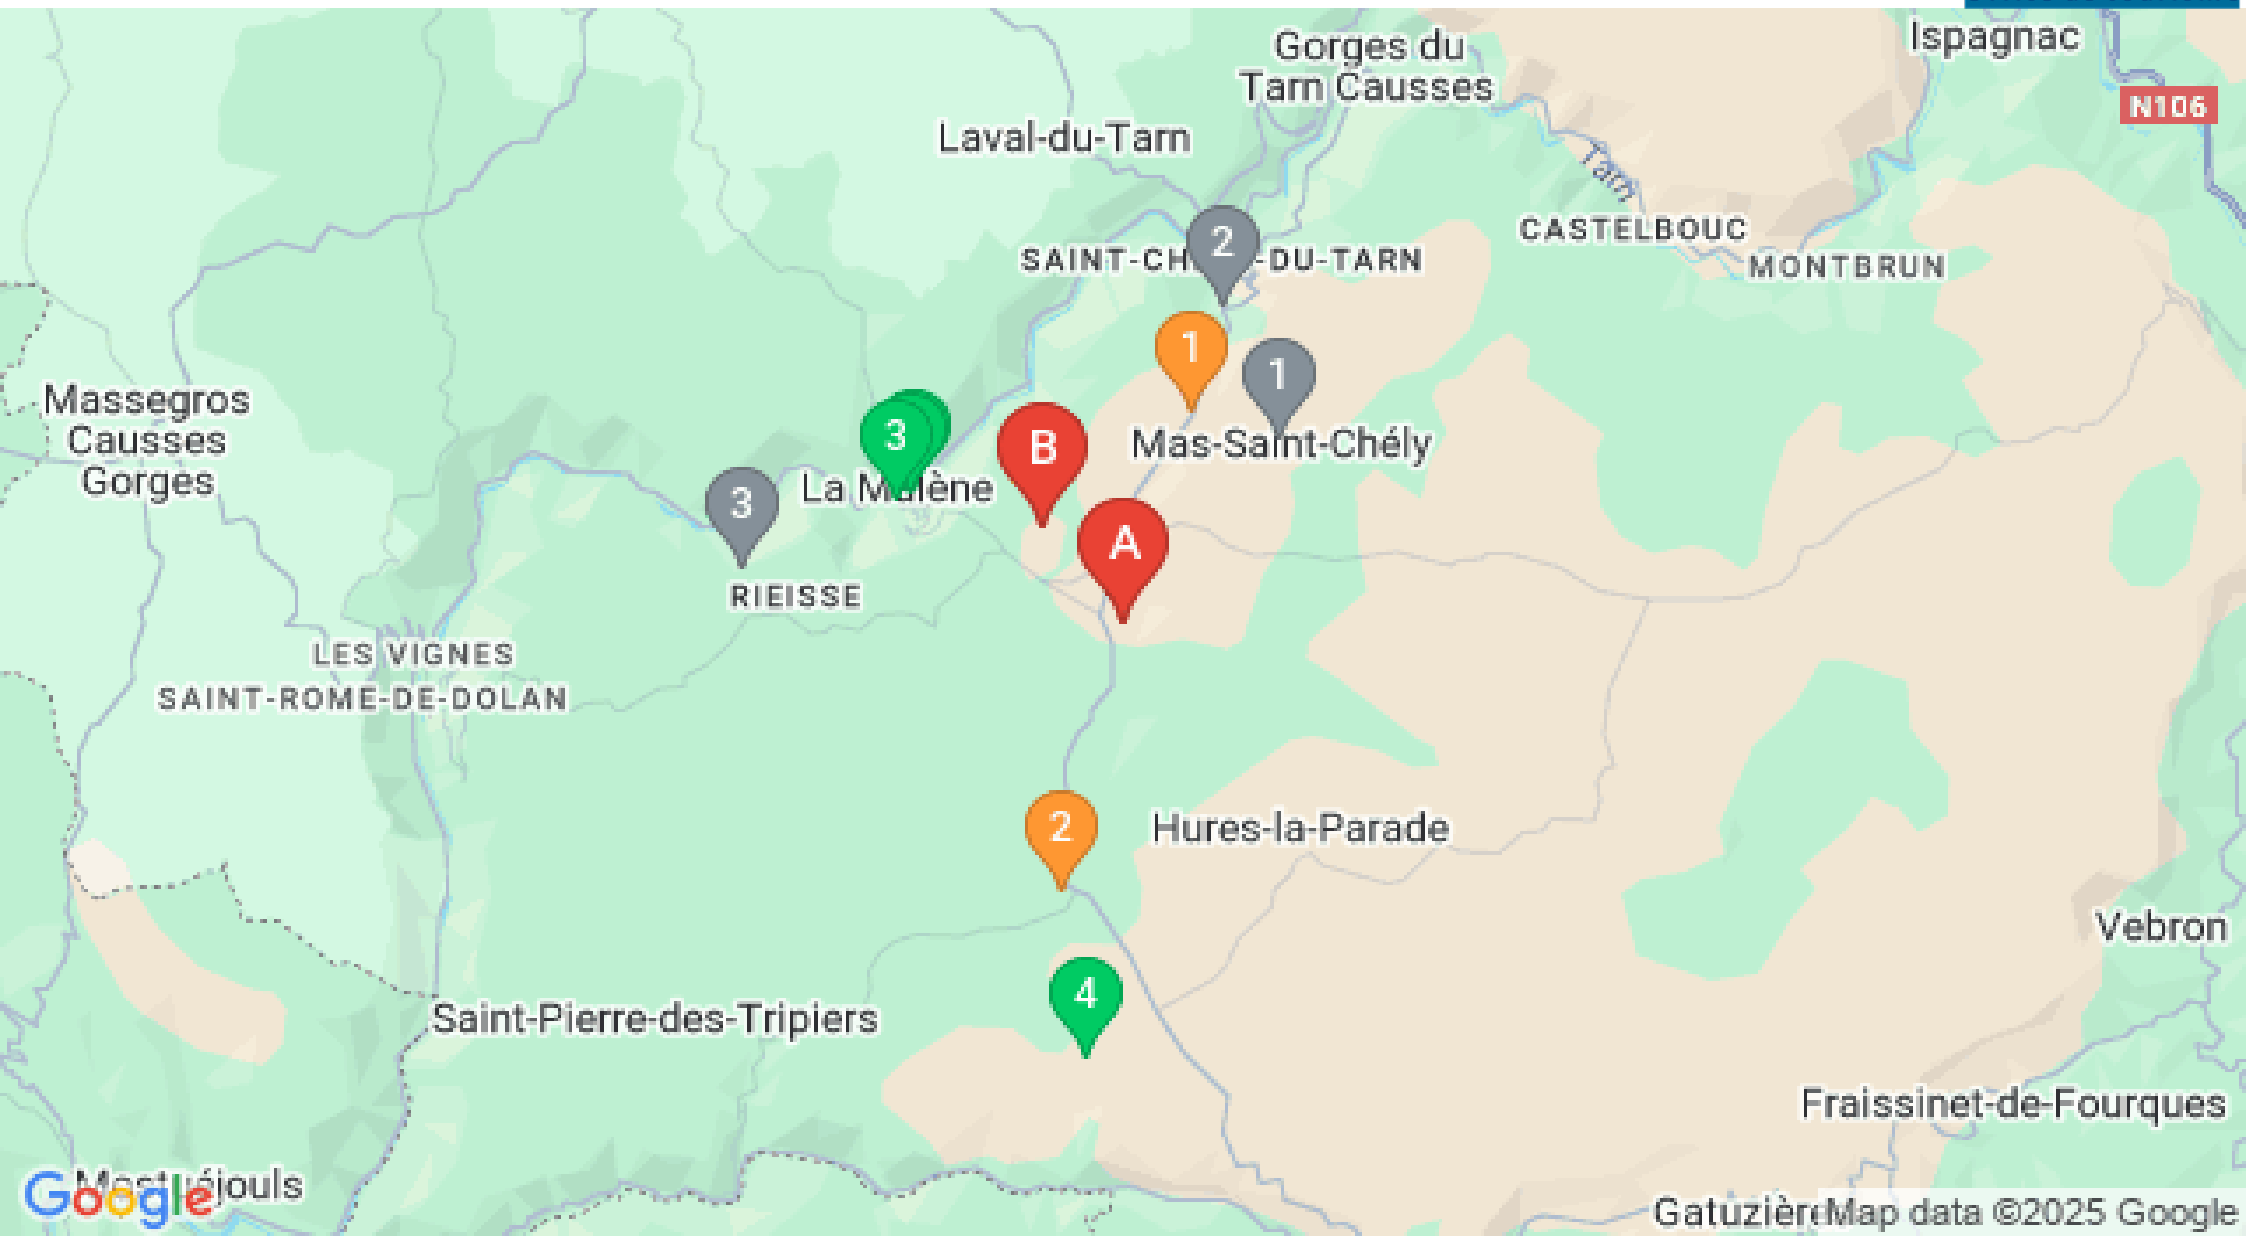 Ispagnac
Gorges du
Tarn Causses
N106
Laval-du-Tarn
Tarn
2
CASTELBOUC
SAINT-CH -DU-TARN
MONTBRUN
1
1
Massegros
Causses
Gorges
3
B
Mas-Saint-Chély
La Malène
3
A
RIEISSE
LES VIGNES
SAINT-ROME-DE-DOLAN
2
Hures-la-Parade
Vebron
4
Saint-Pierre-des-Tripiers
Fraissinet-de-Fourques
Google
Gatuzière
Map data ©2025 Google